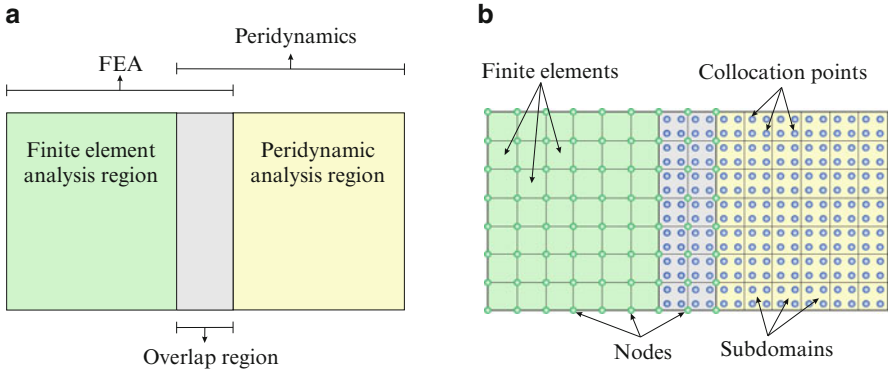 a
Peridynamics
FEA
Finite element
analysis region
Peridynamic
analysis region
Overlap region
b
Finite elements
Collocation points
Nodes
Subdomains